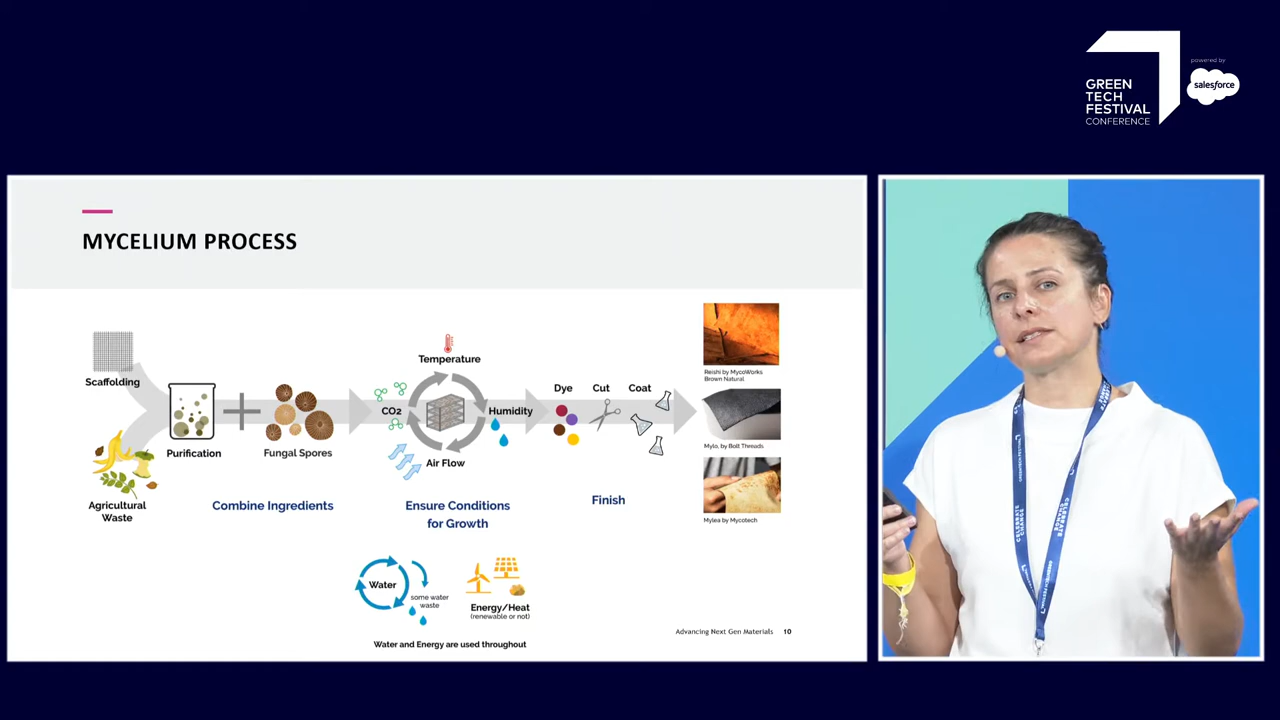 GREEN
TECH
FESTIVAL
CONFERENCE
powered by
salesforce
MYCELIUM PROCESS
Scaffolding
Agricultural
Waste
Purification
Fungal Spores
Combine Ingredients
Temperature
CO2
Humidity
Air Flow
Ensure Conditions
for Growth
Dye
Cut
Coat
Finish
Reishi by MycoWorks
Brown Natural
Mylo, by Bolt Threads
Mylea by Mycotech
Water
some water
waste
Energy/Heat
(renewable or not)
Water and Energy are used throughout
Advancing Next Gen Materials 10
CELEBRATE
CHANGE